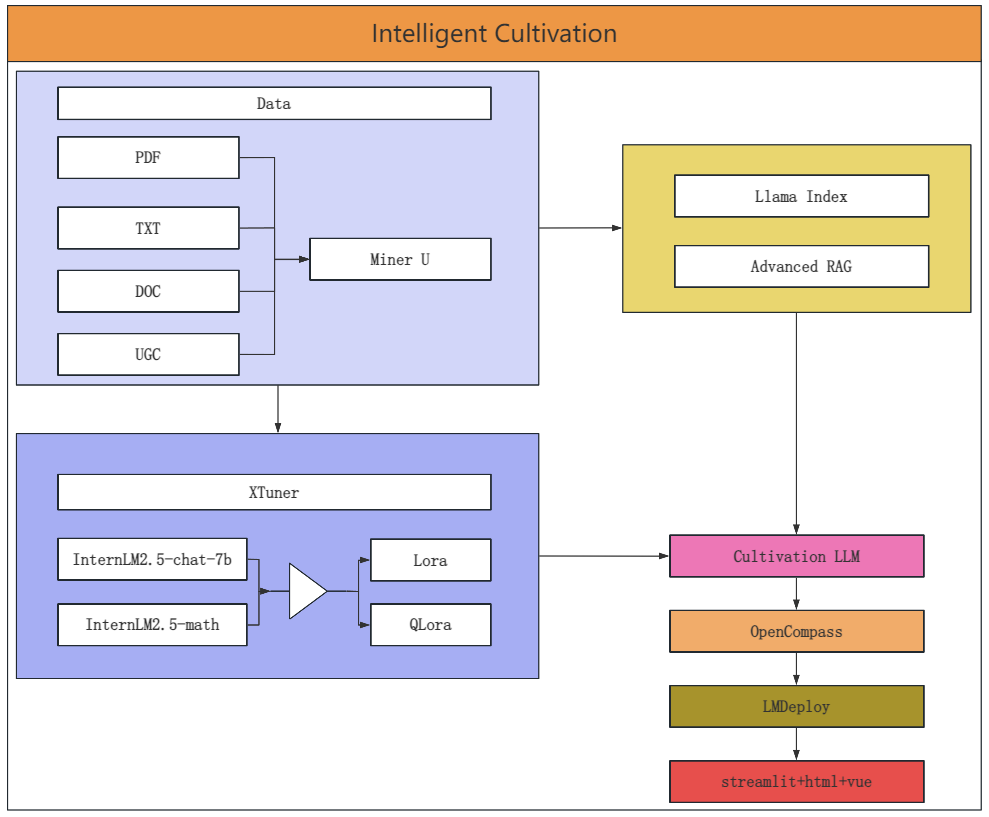 Intelligent Cultivation
Data
PDF
TXT
DOC
UGC
Miner U
Llama Index
Advanced RAG
XTuner
InternLM2.5-chat-7b
InternLM2.5-math
Lora
QLora
Cultivation LLM
OpenCompass
LMDeploy
streamlit+html+vue